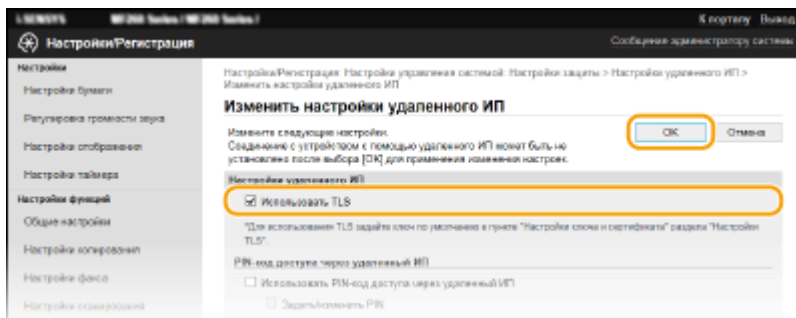 К порталу Выход
Настройки/Регистрация
Сообщение администратору системы
Настройки
Настройки бумаги
Регулировка громкости звука
Настройки отображения
Настройки таймера
Настройки функций
Общие настройки
Настройки копирования
Настройки факса
Настройки сканирования
Настройки/Регистрация: Настройки управления системой: Настройки защиты > Настройки удаленного ИП >
Изменить настройки удаленного ИП
Изменить настройки удаленного ИП
Измените следующие настройки.
Соединение с устройством с помощью удаленного ИП может быть не
установлено после выбора [OK] для применения изменения настроек.
OK
Отмена
Настройки удаленного ИП
Использовать TLS
"Для использования TLS задайте ключ по умолчанию в пункте "Настройки ключа и сертификата" раздела "Настройки
TLS".
PIN-код доступа через удаленный ИП
Использовать PIN-код доступа через удаленный ИП
Задать/изменить PIN